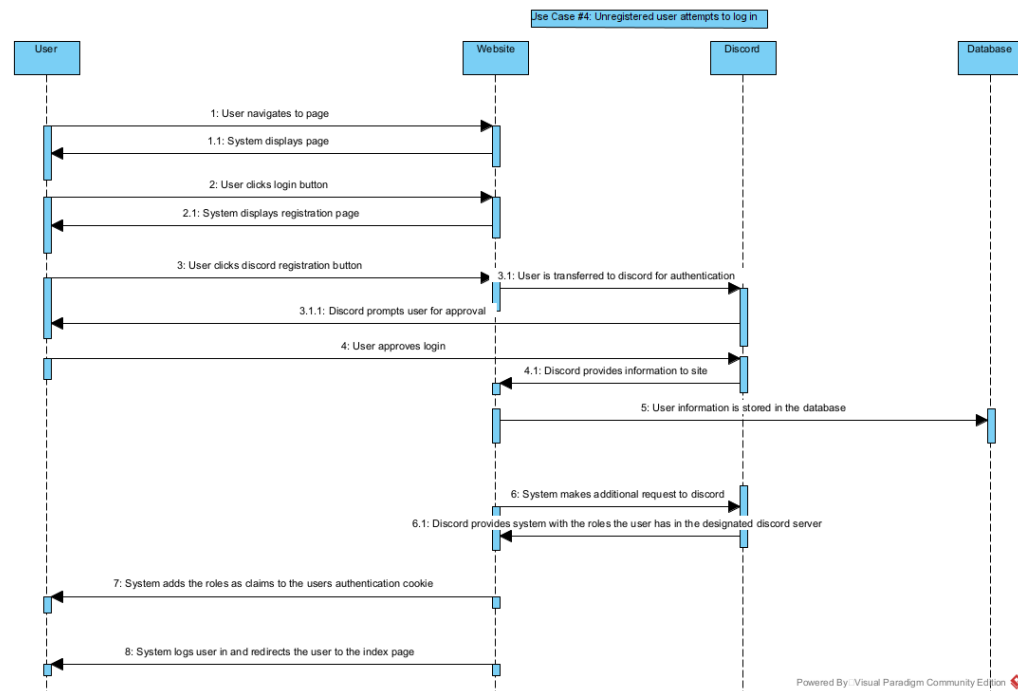 Use Case #4: Unregistered user attempts to log in
User
Website
Discord
Database
1: User navigates to page
1.1: System displays page
2: User clicks login button
2.1: System displays registration page
3: User clicks discord registration button
3.1: User is transferred to discord for authentication
3.1.1: Discord prompts user for approval
4: User approves login
4.1: Discord provides information to site
5: User information is stored in the database
6: System makes additional request to discord
6.1: Discord provides system with the roles the user has in the designated discord server
7: System adds the roles as claims to the users authentication cookie
8: System logs user in and redirects the user to the index page
Powered By Visual Paradigm Community Edition